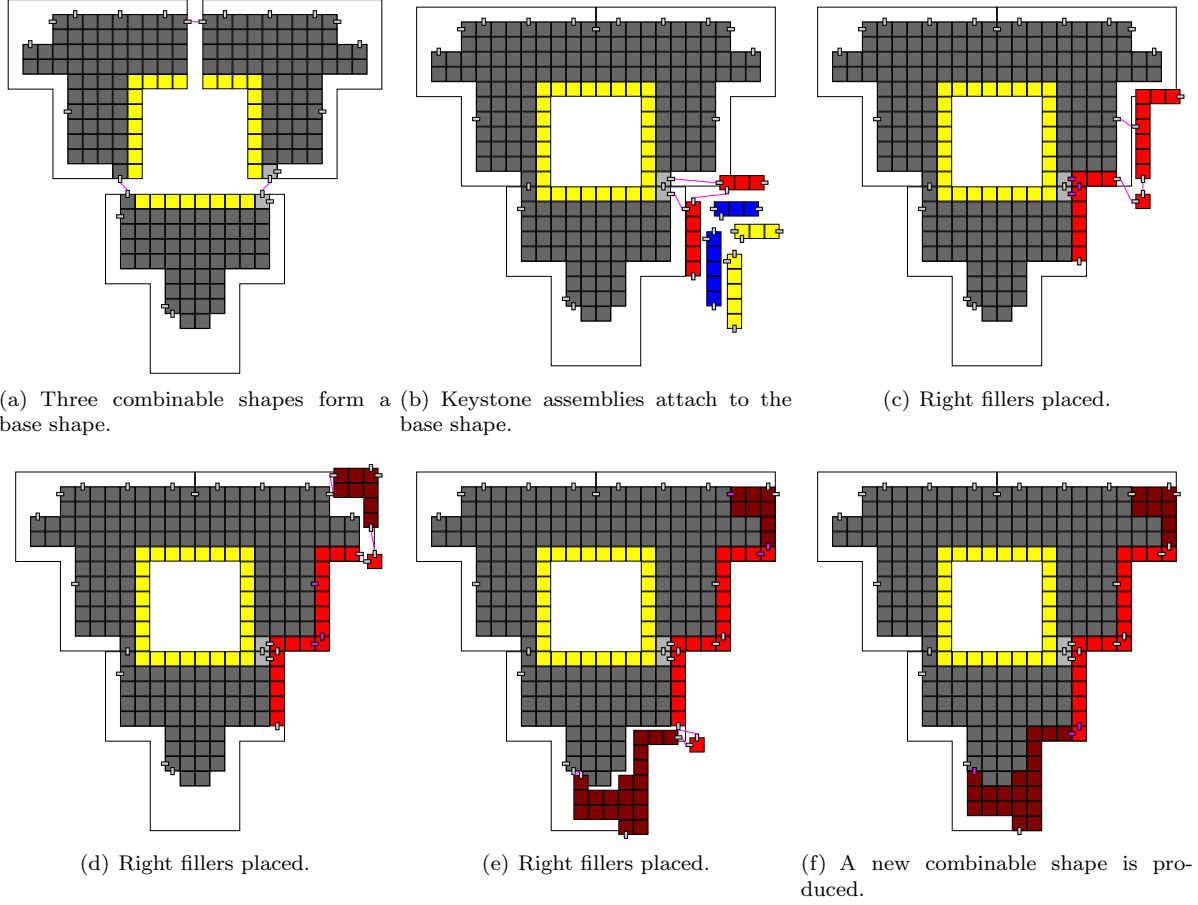 (a) Three combinable shapes form a base shape.
(b) Keystone assemblies attach to the base shape.
(c) Right fillers placed.
(d) Right fillers placed.
(e) Right fillers placed.
(f) A new combinable shape is pro-
duced.